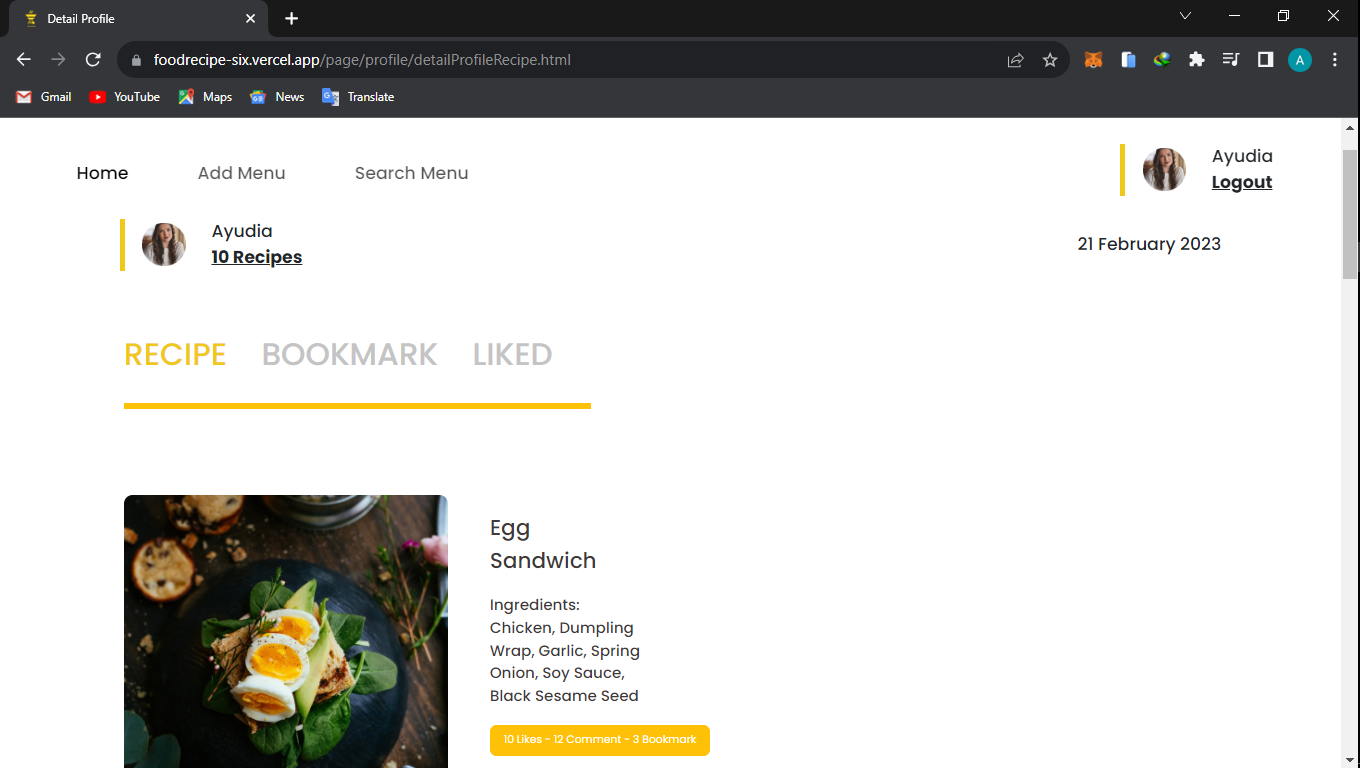 Detail Profile
foodrecipe-six.vercel.app/page/profile/detailProfileRecipe.html
A
Gmail
YouTube
Maps
News
Translate
Home
Add Menu
Search Menu
Ayudia
Logout
Ayudia
10 Recipes
21 February 2023
RECIPE
BOOKMARK
LIKED
Egg
Sandwich
Ingredients:
Chicken, Dumpling
Wrap, Garlic, Spring
Onion, Soy Sauce,
Black Sesame Seed
10 Likes - 12 Comment - 3 Bookmark